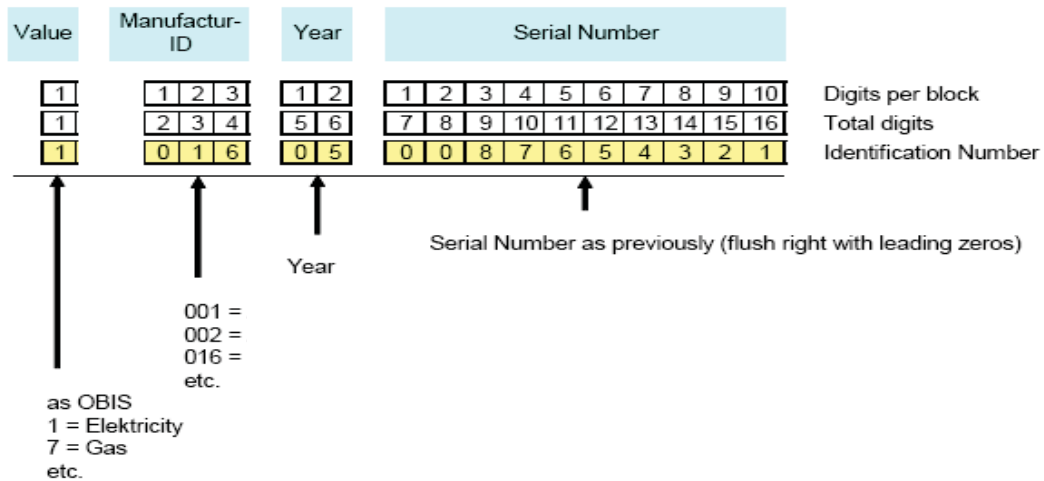 Value Manufactur-ID Year Serial Number
1 1 2 3 1 2 1 2 3 4 5 6 7 8 9 10 Digits per block
1 2 3 4 5 6 7 8 9 10 11 12 13 14 15 16 Total digits
1 0 1 6 0 5 0 0 8 7 6 5 4 3 2 1 Identification Number
Serial Number as previously (flush right with leading zeros)
Year
001 =
002 =
016 =
etc.
as OBIS
1 = Elektricity
7 = Gas
etc.